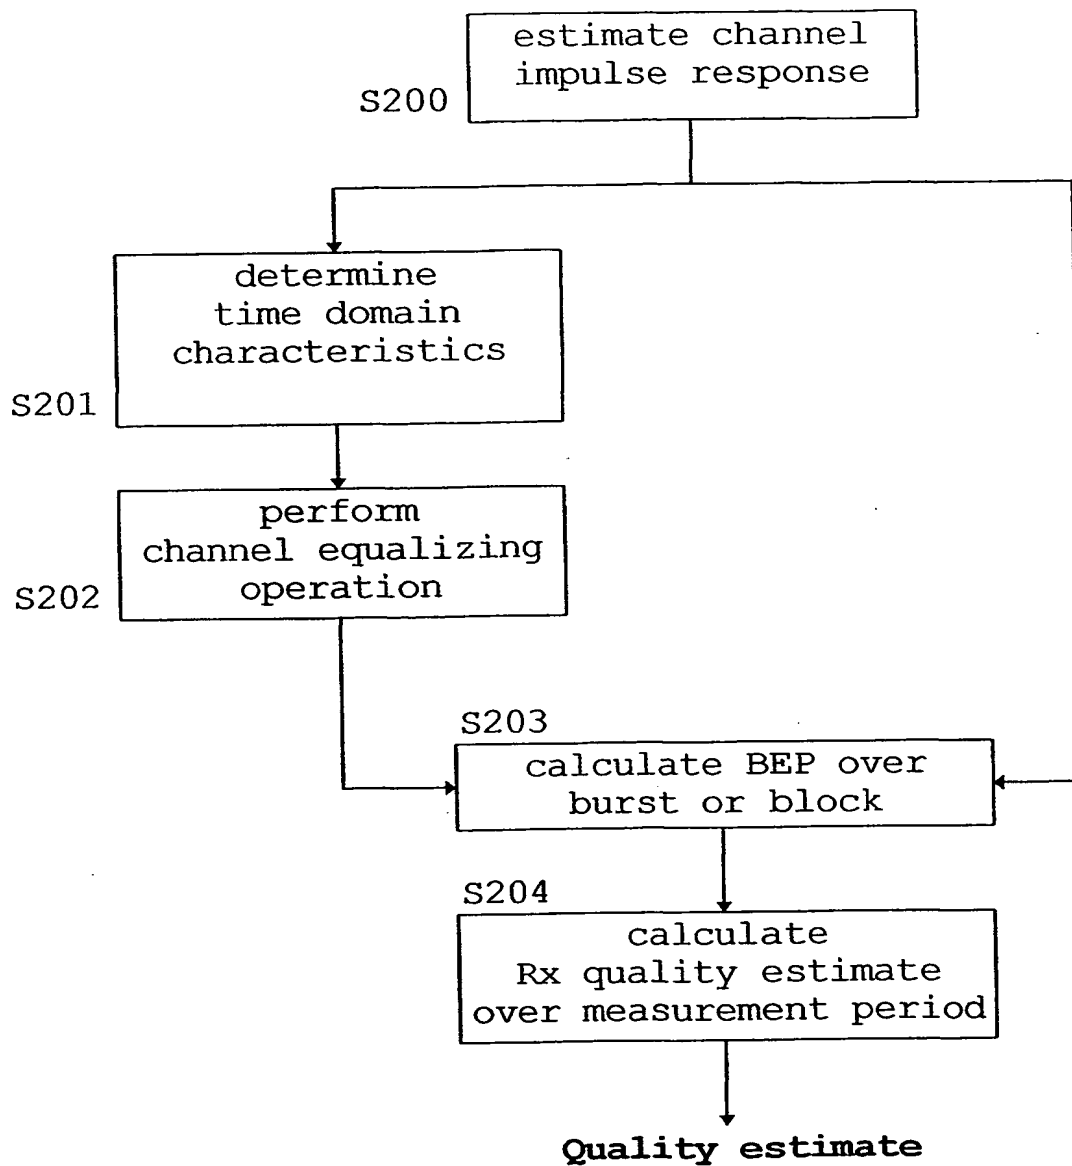 estimate channel
impulse response
S200
determine
time domain
characteristics
S201
perform
channel equalizing
operation
S202
S203
calculate BEP over
burst or block
S204
calculate
Rx quality estimate
over measurement period
Quality estimate